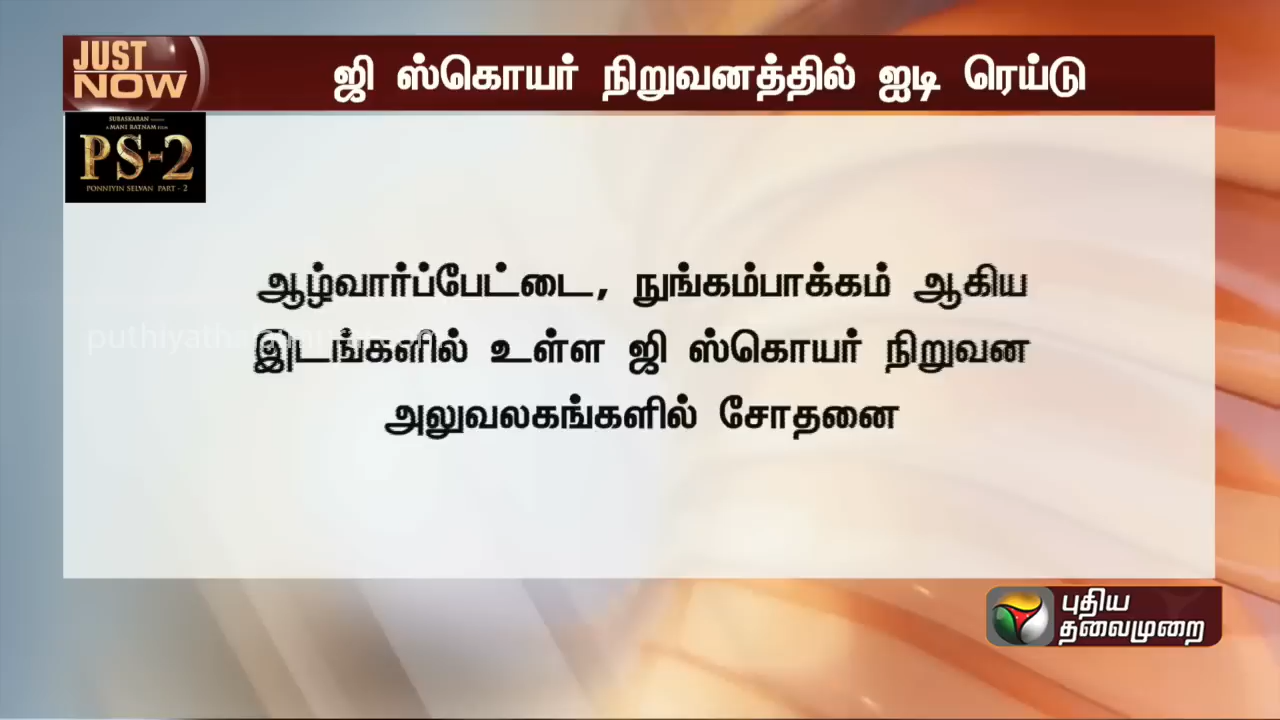 JUST
NOW
ஜி ஸ்கொயர் நிறுவனத்தில் ஐடி ரெய்டு
SUBASKARAN
A MANI RATNAM FILM
PS-2
PONNIYIN SELVAN PART - 2
ஆழ்வார்ப்பேட்டை, நுங்கம்பாக்கம் ஆகிய
இடங்களில் உள்ள ஜி ஸ்கொயர் நிறுவன
அலுவலகங்களில் சோதனை
புதிய
தலைமுறை